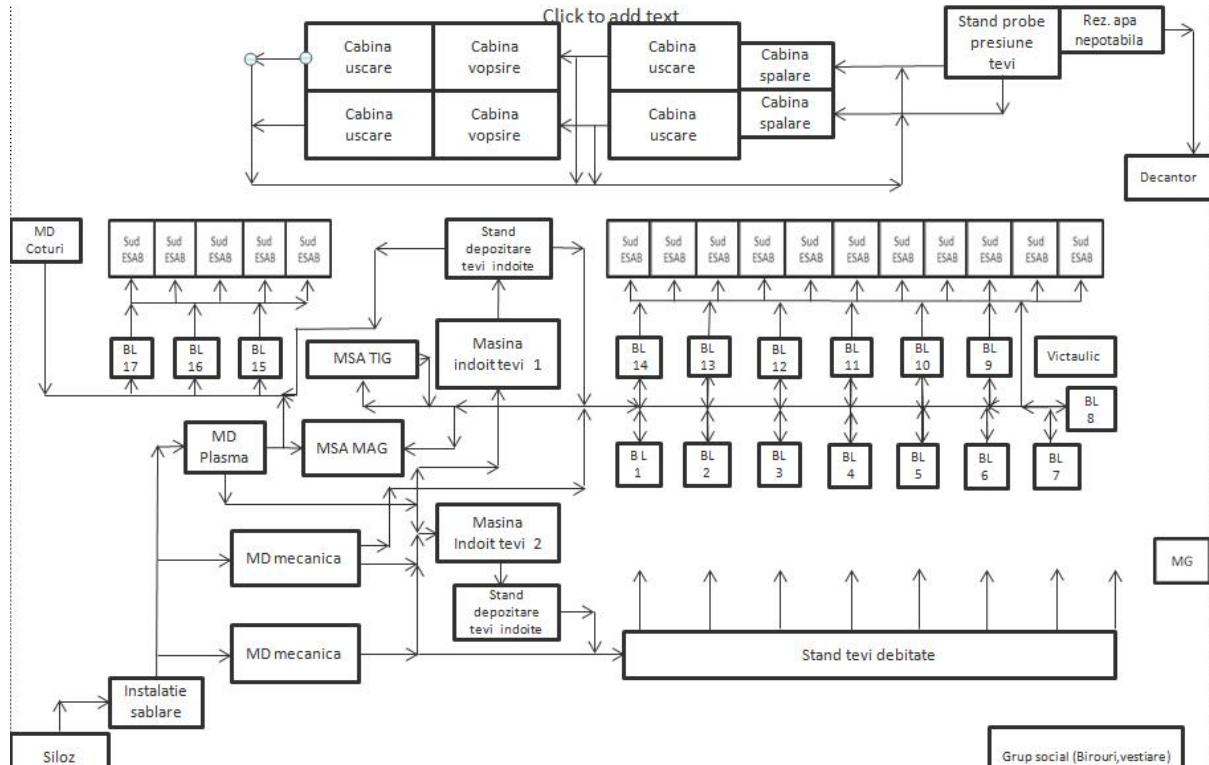 Click to add text
Cabina
uscare
Cabina
vopsire
Cabina
uscare
Cabina
spalare
Stand probe
presiune
tevi
Rez. apa
nepotabila
Cabina
uscare
Cabina
vopsire
Cabina
uscare
Cabina
spalare
Decantor
MD
Coturi
Sud
ESAB
Sud
ESAB
Sud
ESAB
Sud
ESAB
Sud
ESAB
Stand
depozitare
tevi indoite
Sud
ESAB
Sud
ESAB
Sud
ESAB
Sud
ESAB
Sud
ESAB
Sud
ESAB
Sud
ESAB
Sud
ESAB
Sud
ESAB
Sud
ESAB
Sud
ESAB
BL
17
BL
16
BL
15
MSA TIG
Masina
indoit tevi 1
BL
14
BL
13
BL
12
BL
11
BL
10
BL
9
Victaulic
BL
8
MD
Plasma
MSA MAG
BL
1
BL
2
BL
3
BL
4
BL
5
BL
6
BL
7
Masina
Indoit tevi 2
MD mecanica
MG
Stand
depozitare
tevi indoite
MD mecanica
Stand tevi debitate
Instalatie
sablare
Siloz
Grup social (Birouri,vestiare)